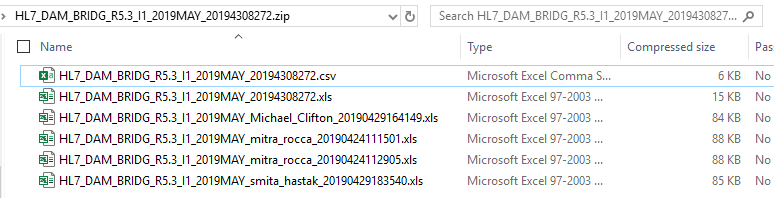 HL7_DAM_BRIDG_R5.3_I1_2019MAY_20194308272.zip
Search HL7_DAM_BRIDG_R5.3_I1_2019MAY_2019430827...
Name Type Compressed size Pa
HL7_DAM_BRIDG_R5.3_I1_2019MAY_20194308272.csv Microsoft Excel Comma S... 6 KB No
HL7_DAM_BRIDG_R5.3_I1_2019MAY_20194308272.xls Microsoft Excel 97-2003 ... 15 KB No
HL7_DAM_BRIDG_R5.3_I1_2019MAY_Michael_Clifton_20190429164149.xls Microsoft Excel 97-2003 ... 84 KB No
HL7_DAM_BRIDG_R5.3_I1_2019MAY_mitra_rocca_20190424111501.xls Microsoft Excel 97-2003 ... 88 KB No
HL7_DAM_BRIDG_R5.3_I1_2019MAY_mitra_rocca_20190424112905.xls Microsoft Excel 97-2003 ... 88 KB No
HL7_DAM_BRIDG_R5.3_I1_2019MAY_smita_hastak_20190429183540.xls Microsoft Excel 97-2003 ... 85 KB No